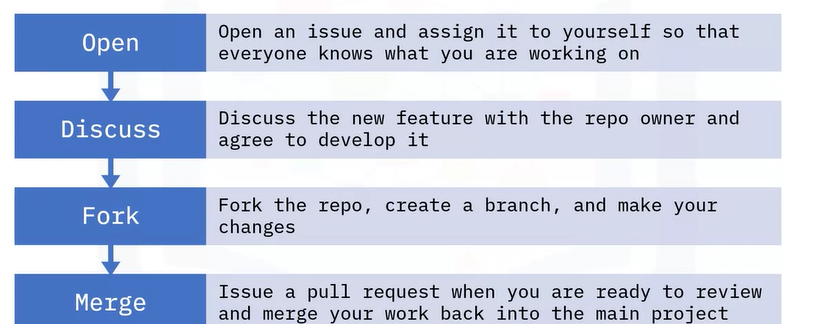 Open
Open an issue and assign it to yourself so that
everyone knows what you are working on
Discuss
Discuss the new feature with the repo owner and
agree to develop it
Fork
Fork the repo, create a branch, and make your
changes
Merge
Issue a pull request when you are ready to review
and merge your work back into the main project